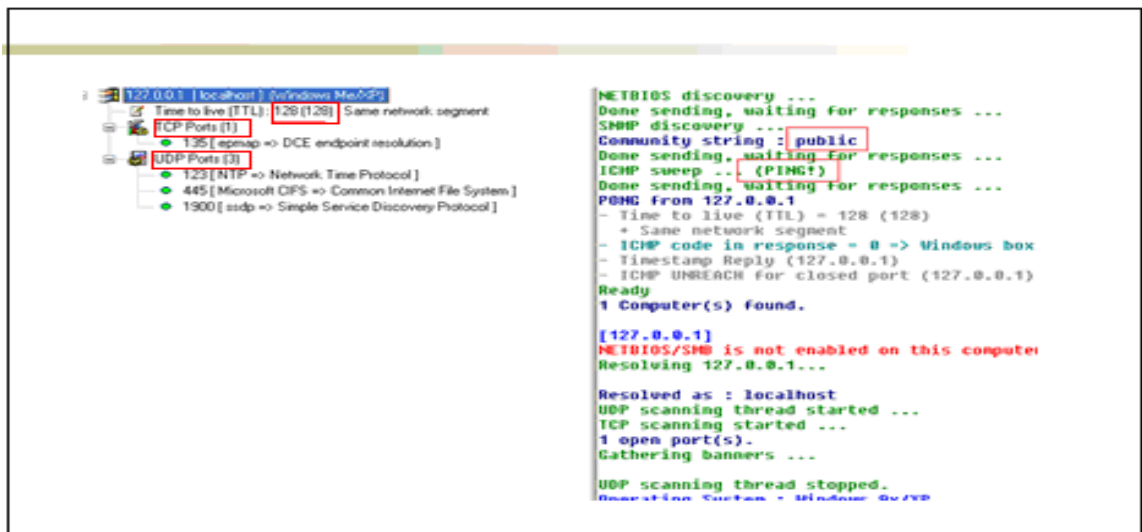 127.0.0.1 [ localhost ] (Windows Me/XP)
Time to live (TTL) : 128 (128) Same network segment
TCP Ports (1)
135 [ epmap => DCE endpoint resolution ]
UDP Ports (3)
123 [ NTP => Network Time Protocol ]
445 [ Microsoft CIFS => Common Internet File System ]
1900 [ ssdp => Simple Service Discovery Protocol ]
NETBIOS discovery ...
Done sending, waiting for responses ...
SNMP discovery ...
Community string : public
Done sending, waiting for responses ...
ICMP sweep ... (PING!)
Done sending, waiting for responses ...
PONG from 127.0.0.1
- Time to live (TTL) = 128 (128)
+ Same network segment
- ICMP code in response = 0 => Windows box
- Timestamp Reply (127.0.0.1)
- ICMP UNREACH for closed port (127.0.0.1)
Ready
1 Computer(s) found.
[127.0.0.1]
NETBIOS/SMB is not enabled on this computer
Resolving 127.0.0.1...
Resolved as : localhost
UDP scanning thread started ...
TCP scanning started ...
1 open port(s).
Gathering banners ...
UDP scanning thread stopped.
Operating System : Windows 9x/XP